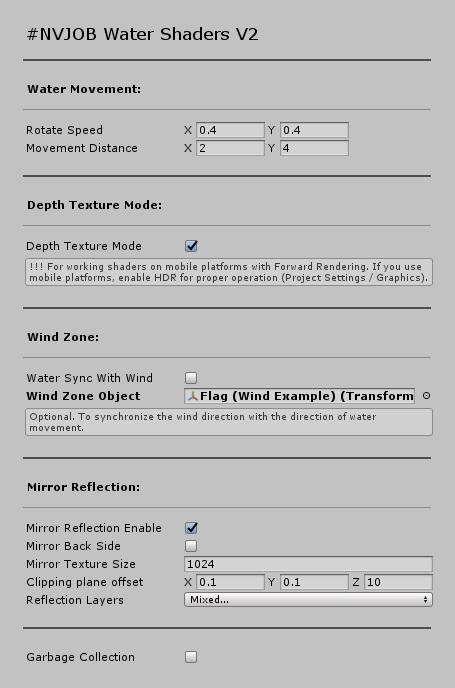 #NVJOB Water Shaders V2
Water Movement:
Rotate Speed X 0.4 Y 0.4
Movement Distance X 2 Y 4
Depth Texture Mode:
Depth Texture Mode
!!! For working shaders on mobile platforms with Forward Rendering. If you use
mobile platforms, enable HDR for proper operation (Project Settings / Graphics).
Wind Zone:
Water Sync With Wind
Wind Zone Object Flag (Wind Example) (Transform
Optional. To synchronize the wind direction with the direction of water
movement.
Mirror Reflection:
Mirror Reflection Enable
Mirror Back Side
Mirror Texture Size 1024
Clipping plane offset X 0.1 Y 0.1 Z 10
Reflection Layers Mixed...
Garbage Collection